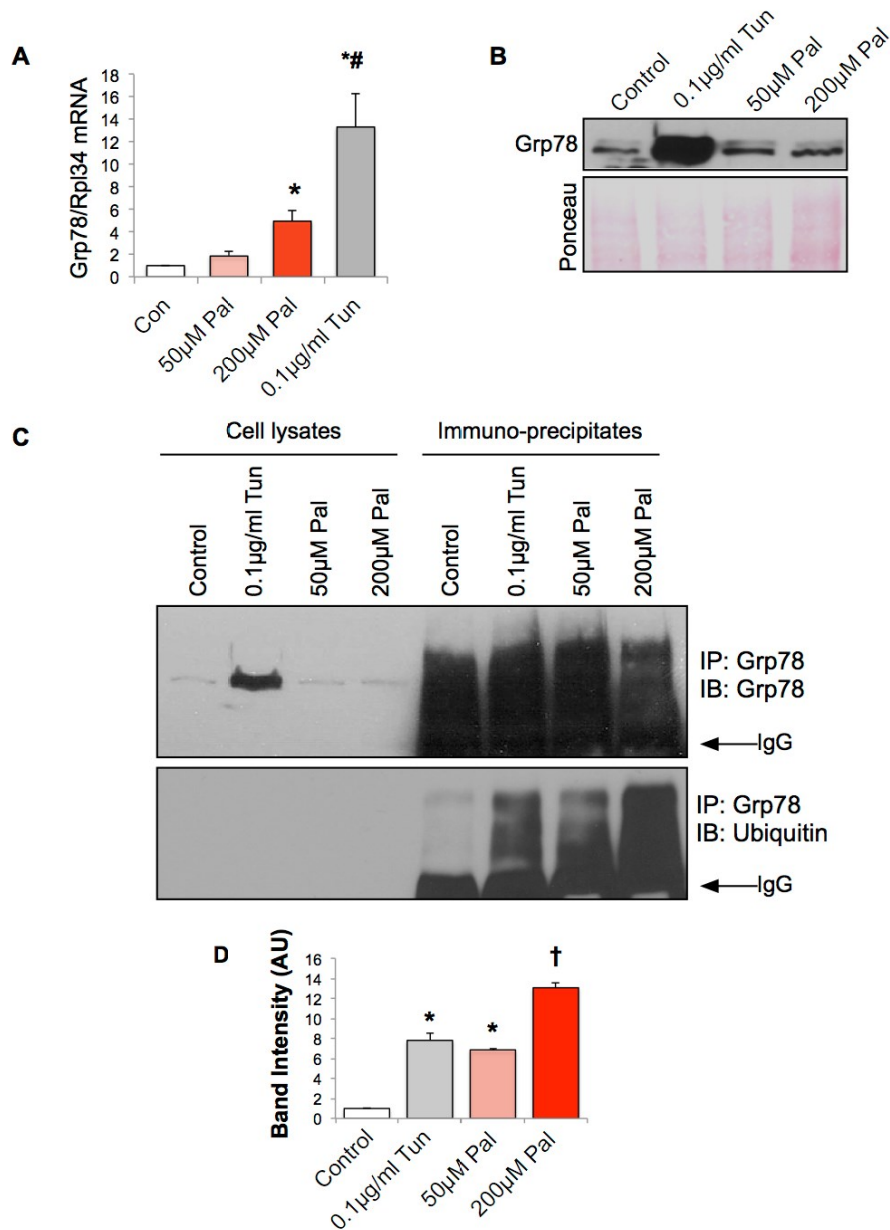 A
*#
*
Grp78/Rpl34 mRNA
18
16
14
12
10
8
6
4
2
0
Con
50µM Pal
200µM Pal
0.1µg/ml Tun
B
Control
0.1µg/ml Tun
50µM Pal
200µM Pal
Grp78
Ponceau
C
Cell lysates
Immuno-precipitates
Control
0.1µg/ml Tun
50µM Pal
200µM Pal
Control
0.1µg/ml Tun
50µM Pal
200µM Pal
IP: Grp78
IB: Grp78
IgG
IP: Grp78
IB: Ubiquitin
IgG
D
Band Intensity (AU)
16
14
12
10
8
6
4
2
0
*
*
†
Control
0.1µg/ml Tun
50µM Pal
200µM Pal